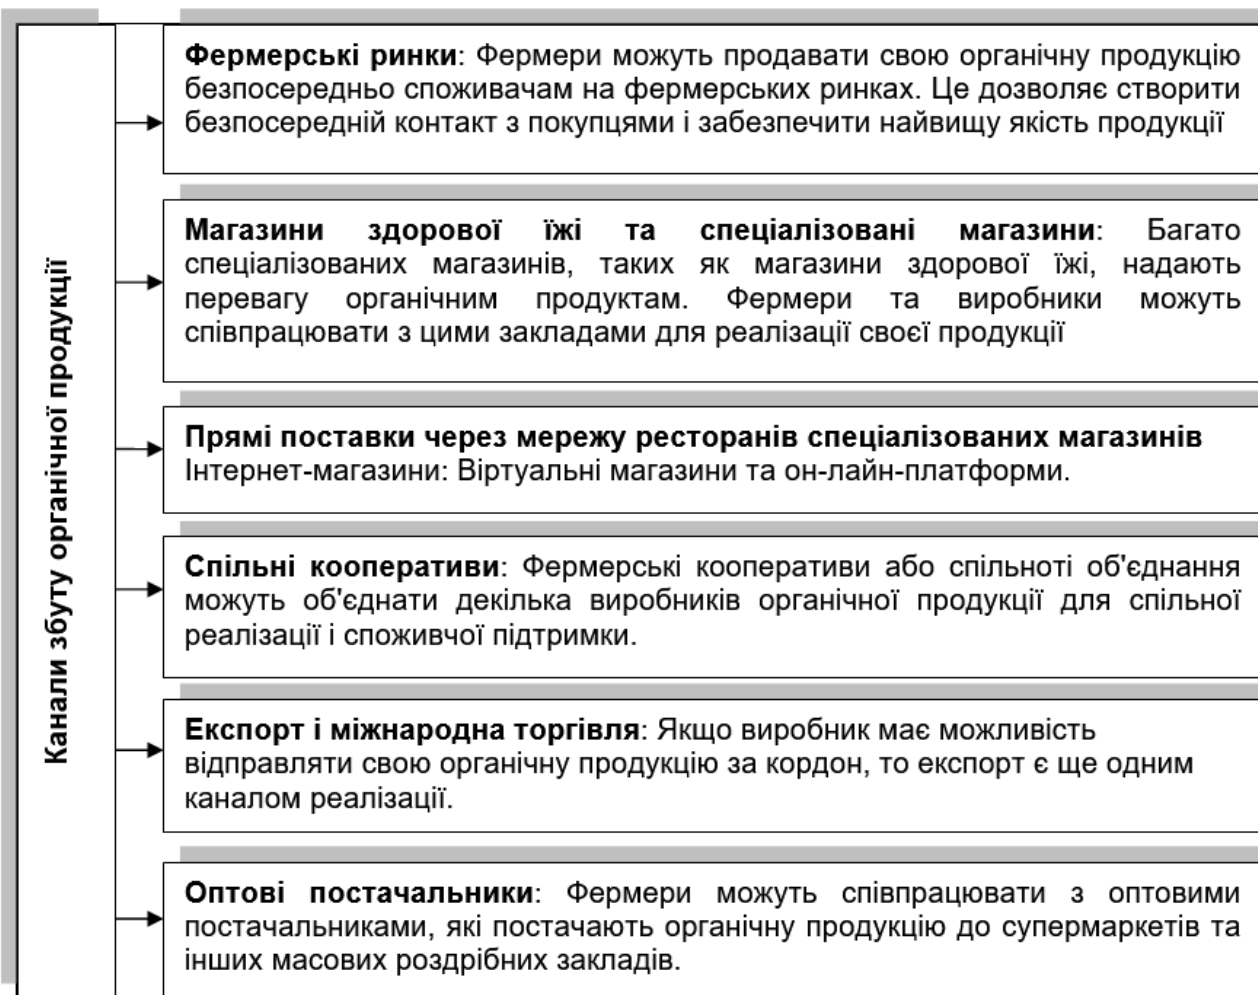 Канали збуту органічної продукції
Фермерські ринки: Фермери можуть продавати свою органічну продукцію
безпосередньо споживачам на фермерських ринках. Це дозволяє створити
безпосередній контакт з покупцями і забезпечити найвищу якість продукції
Магазини здорової їжі та спеціалізовані магазини: Багато
спеціалізованих магазинів, таких як магазини здорової їжі, надають
перевагу органічним продуктам. Фермери та виробники можуть
співпрацювати з цими закладами для реалізації своєї продукції
Прямі поставки через мережу ресторанів спеціалізованих магазинів
Інтернет-магазини: Віртуальні магазини та он-лайн-платформи.
Спільні кооперативи: Фермерські кооперативи або спільноті об'єднання
можуть об'єднати декілька виробників органічної продукції для спільної
реалізації і споживчої підтримки.
Експорт і міжнародна торгівля: Якщо виробник має можливість
відправляти свою органічну продукцію за кордон, то експорт є ще одним
каналом реалізації.
Оптові постачальники: Фермери можуть співпрацювати з оптовими
постачальниками, які постачають органічну продукцію до супермаркетів та
інших масових роздрібних закладів.